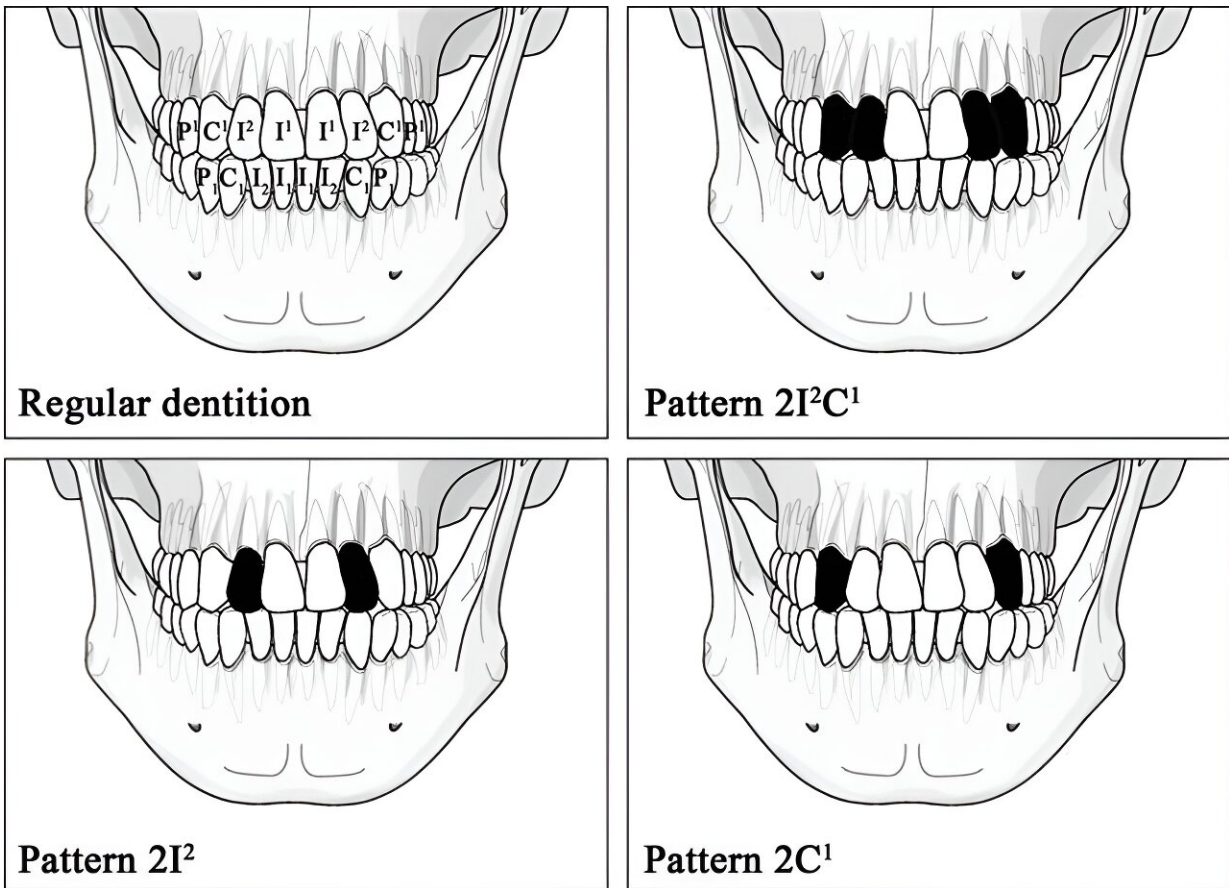 P¹ C¹ I² I¹ I¹ I² C¹ P¹
P₁ C₁ I₂ I₁ I₁ I₂ C₁ P₁
Regular dentition
Pattern 2I²C¹
Pattern 2I²
Pattern 2C¹